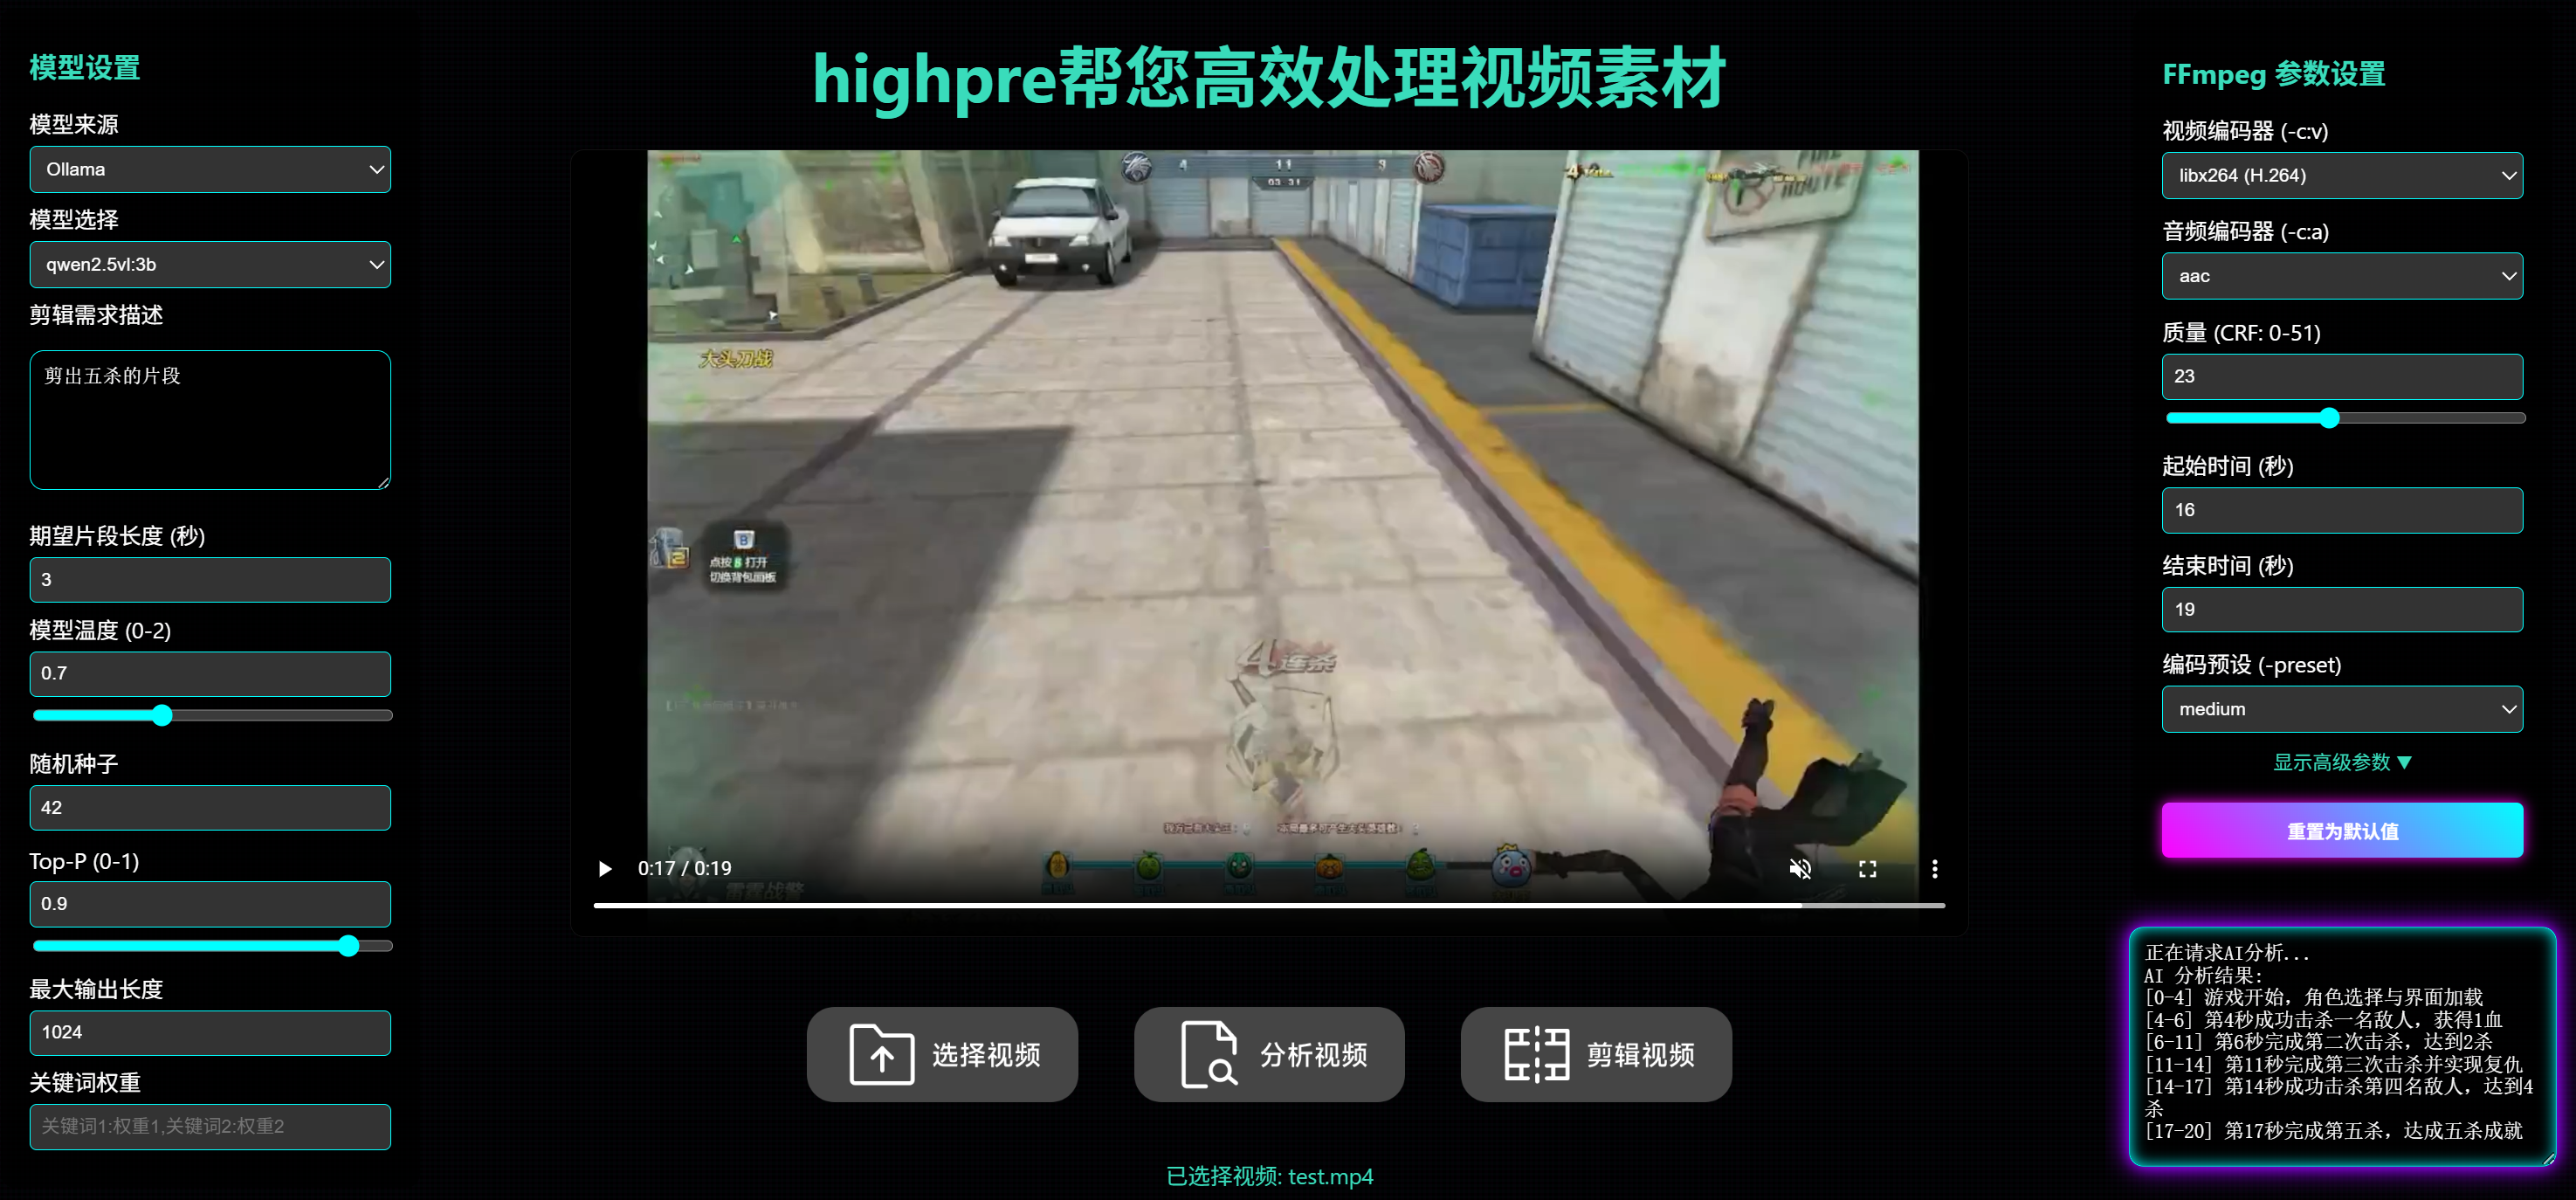 模型设置
模型来源
Ollama
模型选择
qwen2.5vl:3b
剪辑需求描述
剪出五杀的片段
期望片段长度 (秒)
3
模型温度 (0-2)
0.7
随机种子
42
Top-P (0-1)
0.9
最大输出长度
1024
关键词权重
关键词1:权重1,关键词2:权重2
highpre帮您高效处理视频素材
4 11 3
03 31
大头刀战
B
点按 B 打开
切换背包面板
2
4连杀
雷霆战警
0:17 / 0:19
选择视频
分析视频
剪辑视频
已选择视频: test.mp4
FFmpeg 参数设置
视频编码器 (-c:v)
libx264 (H.264)
音频编码器 (-c:a)
aac
质量 (CRF: 0-51)
23
起始时间 (秒)
16
结束时间 (秒)
19
编码预设 (-preset)
medium
显示高级参数 ▼
重置为默认值
正在请求AI分析...
AI 分析结果:
[0-4] 游戏开始，角色选择与界面加载
[4-6] 第4秒成功击杀一名敌人，获得1血
[6-11] 第6秒完成第二次击杀，达到2杀
[11-14] 第11秒完成第三次击杀并实现复仇
[14-17] 第14秒成功击杀第四名敌人，达到4
杀
[17-20] 第17秒完成第五杀，达成五杀成就